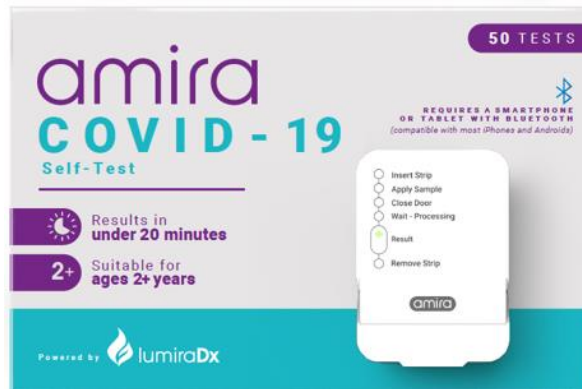 50 TESTS
amira
COVID - 19
Self-Test
REQUIRES A SMARTPHONE
OR TABLET WITH BLUETOOTH
(compatible with most iPhones and Androids)
Insert Strip
Apply Sample
Close Door
Wait - Processing
Result
Remove Strip
amira
Results in
under 20 minutes
2+
Suitable for
ages 2+ years
Powered by
lumiraDx